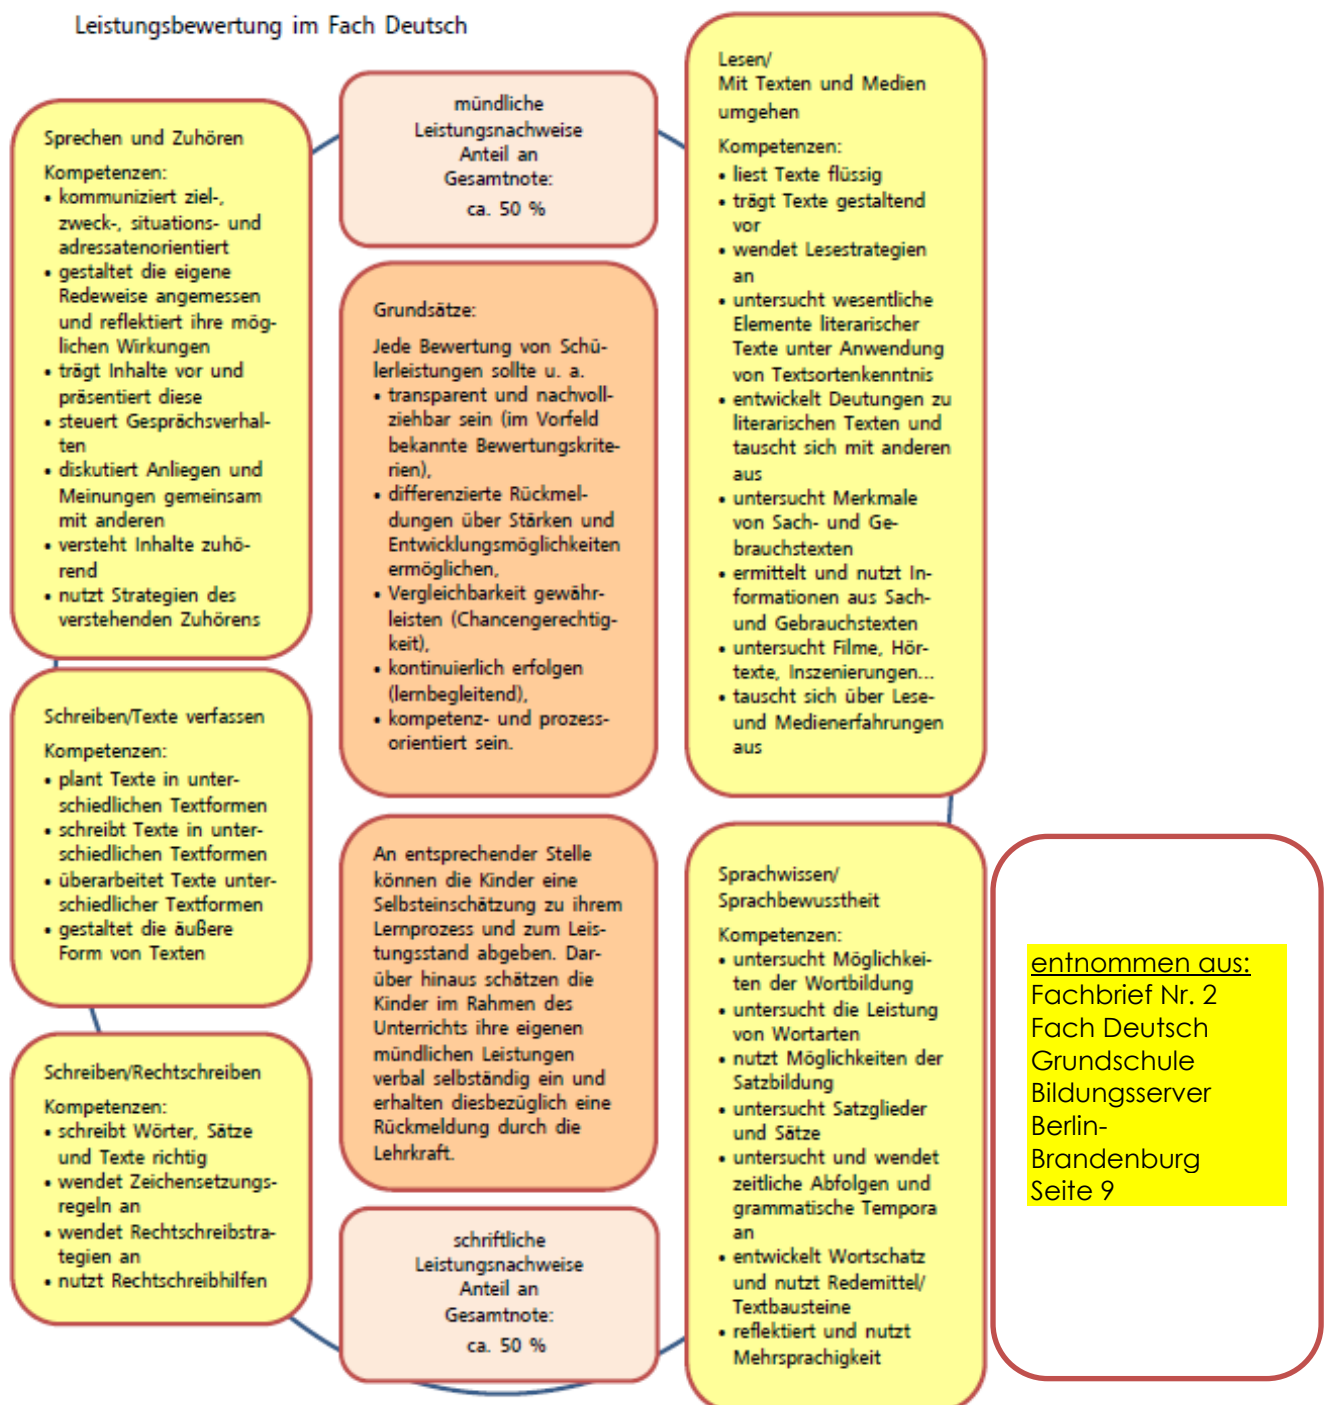 Leistungsbewertung im Fach Deutsch
Sprechen und Zuhören
Kompetenzen:
• kommuniziert ziel-,
zweck-, situations- und
adressatenorientiert
• gestaltet die eigene
Redeweise angemessen
und reflektiert ihre mög-
lichen Wirkungen
• trägt Inhalte vor und
präsentiert diese
• steuert Gesprächsverhal-
ten
• diskutiert Anliegen und
Meinungen gemeinsam
mit anderen
• versteht Inhalte zuhö-
rend
• nutzt Strategien des
verstehenden Zuhörens
Schreiben/Texte verfassen
Kompetenzen:
• plant Texte in unter-
schiedlichen Textformen
• schreibt Texte in unter-
schiedlichen Textformen
• überarbeitet Texte unter-
schiedlicher Textformen
• gestaltet die äußere
Form von Texten
Schreiben/Rechtschreiben
Kompetenzen:
• schreibt Wörter, Sätze
und Texte richtig
• wendet Zeichensetzungs-
regeln an
• wendet Rechtschreibstra-
tegien an
• nutzt Rechtschreibhilfen
mündliche
Leistungsnachweise
Anteil an
Gesamtnote:
ca. 50 %
Grundsätze:
Jede Bewertung von Schü-
lerleistungen sollte u. a.
• transparent und nachvoll-
ziehbar sein (im Vorfeld
bekannte Bewertungskrite-
rien),
• differenzierte Rückmel-
dungen über Stärken und
Entwicklungsmöglichkeiten
ermöglichen,
• Vergleichbarkeit gewähr-
leisten (Chancengerechtig-
keit),
• kontinuierlich erfolgen
(lernbegleitend),
• kompetenz- und prozess-
orientiert sein.
An entsprechender Stelle
können die Kinder eine
Selbsteinschätzung zu ihrem
Lernprozess und zum Leis-
tungsstand abgeben. Dar-
über hinaus schätzen die
Kinder im Rahmen des
Unterrichts ihre eigenen
mündlichen Leistungen
verbal selbständig ein und
erhalten diesbezüglich eine
Rückmeldung durch die
Lehrkraft.
schriftliche
Leistungsnachweise
Anteil an
Gesamtnote:
ca. 50 %
Lesen/
Mit Texten und Medien
umgehen
Kompetenzen:
• liest Texte flüssig
• trägt Texte gestaltend
vor
• wendet Lesestrategien
an
• untersucht wesentliche
Elemente literarischer
Texte unter Anwendung
von Textsortenkenntnis
• entwickelt Deutungen zu
literarischen Texten und
tauscht sich mit anderen
aus
• untersucht Merkmale
von Sach- und Ge-
brauchstexten
• ermittelt und nutzt In-
formationen aus Sach-
und Gebrauchstexten
• untersucht Filme, Hör-
texte, Inszenierungen...
• tauscht sich über Lese-
und Medienerfahrungen
aus
Sprachwissen/
Sprachbewusstheit
Kompetenzen:
• untersucht Möglichkei-
ten der Wortbildung
• untersucht die Leistung
von Wortarten
• nutzt Möglichkeiten der
Satzbildung
• untersucht Satzglieder
und Sätze
• untersucht und wendet
zeitliche Abfolgen und
grammatische Tempora
an
• entwickelt Wortschatz
und nutzt Redemittel/
Textbausteine
• reflektiert und nutzt
Mehrsprachigkeit
entnommen aus:
Fachbrief Nr. 2
Fach Deutsch
Grundschule
Bildungsserver
Berlin-
Brandenburg
Seite 9